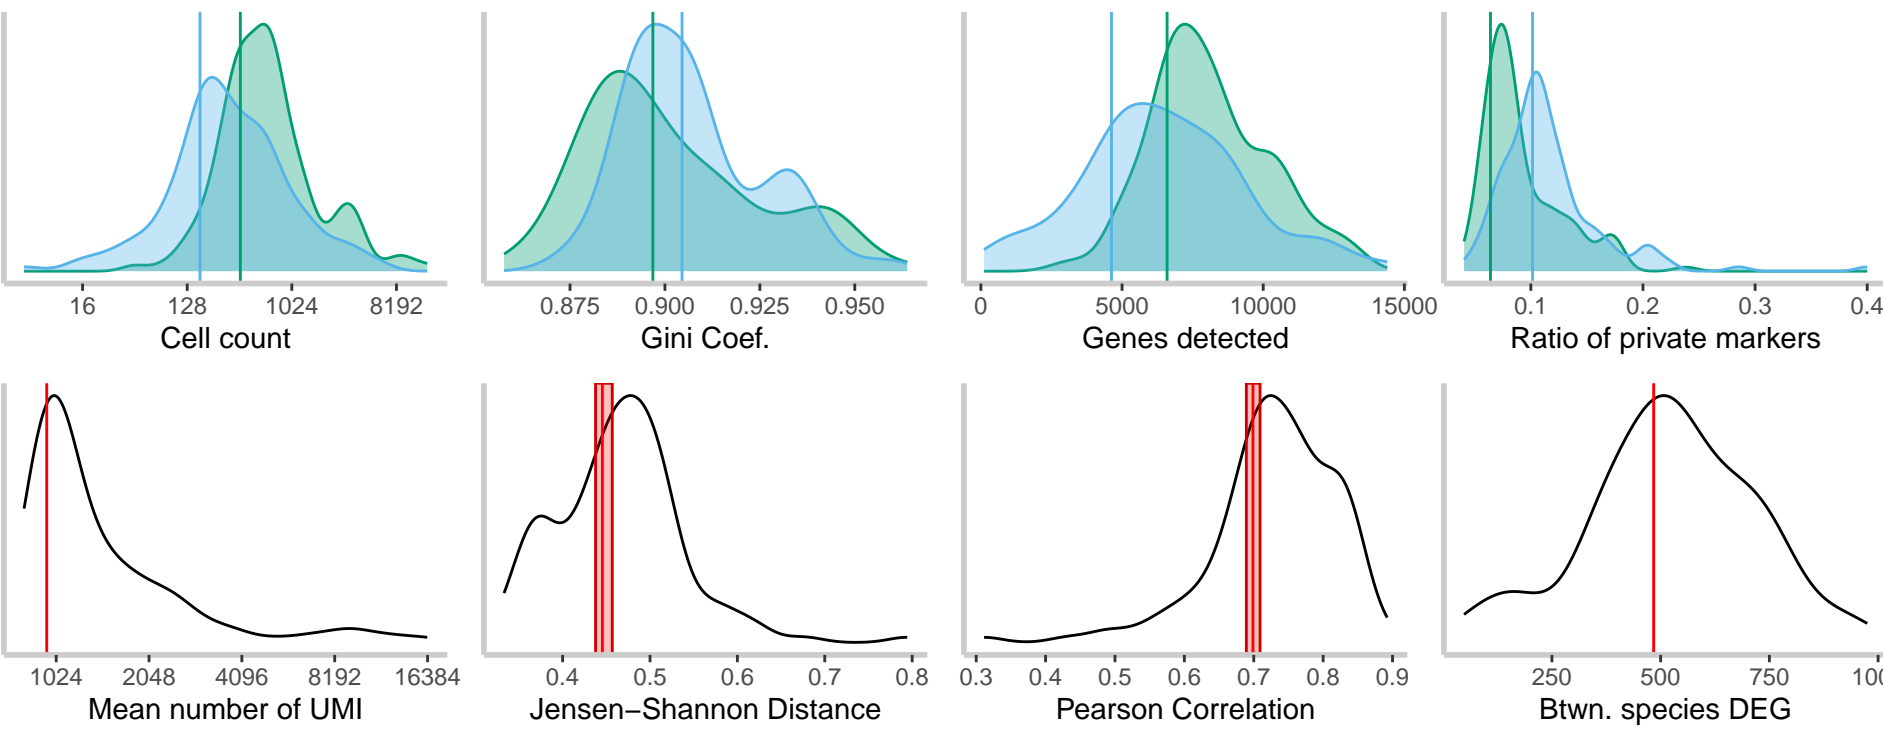 16 128 1024 8192
Cell count
0.875 0.900 0.925 0.950
Gini Coef.
0 5000 10000 15000
Genes detected
0.1 0.2 0.3 0.4
Ratio of private markers
1024 2048 4096 8192 16384
Mean number of UMI
0.4 0.5 0.6 0.7 0.8
Jensen−Shannon Distance
0.3 0.4 0.5 0.6 0.7 0.8 0.9
Pearson Correlation
250 500 750 100
Btwn. species DEG